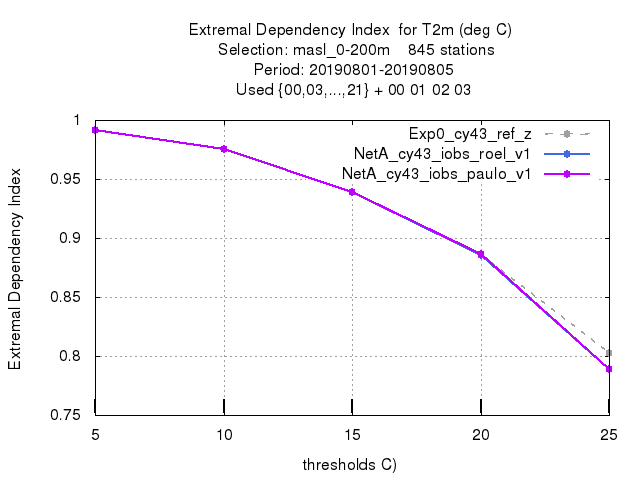 Extremal Dependency Index  for T2m (deg C)
Selection: masl_0-200m    845 stations
Period: 20190801-20190805
Used {00,03,...,21} + 00 01 02 03
Exp0_cy43_ref_z
NetA_cy43_iobs_roel_v1
NetA_cy43_iobs_paulo_v1
Extremal Dependency Index
1
0.95
0.9
0.85
0.8
0.75
5 10 15 20 25
thresholds C)